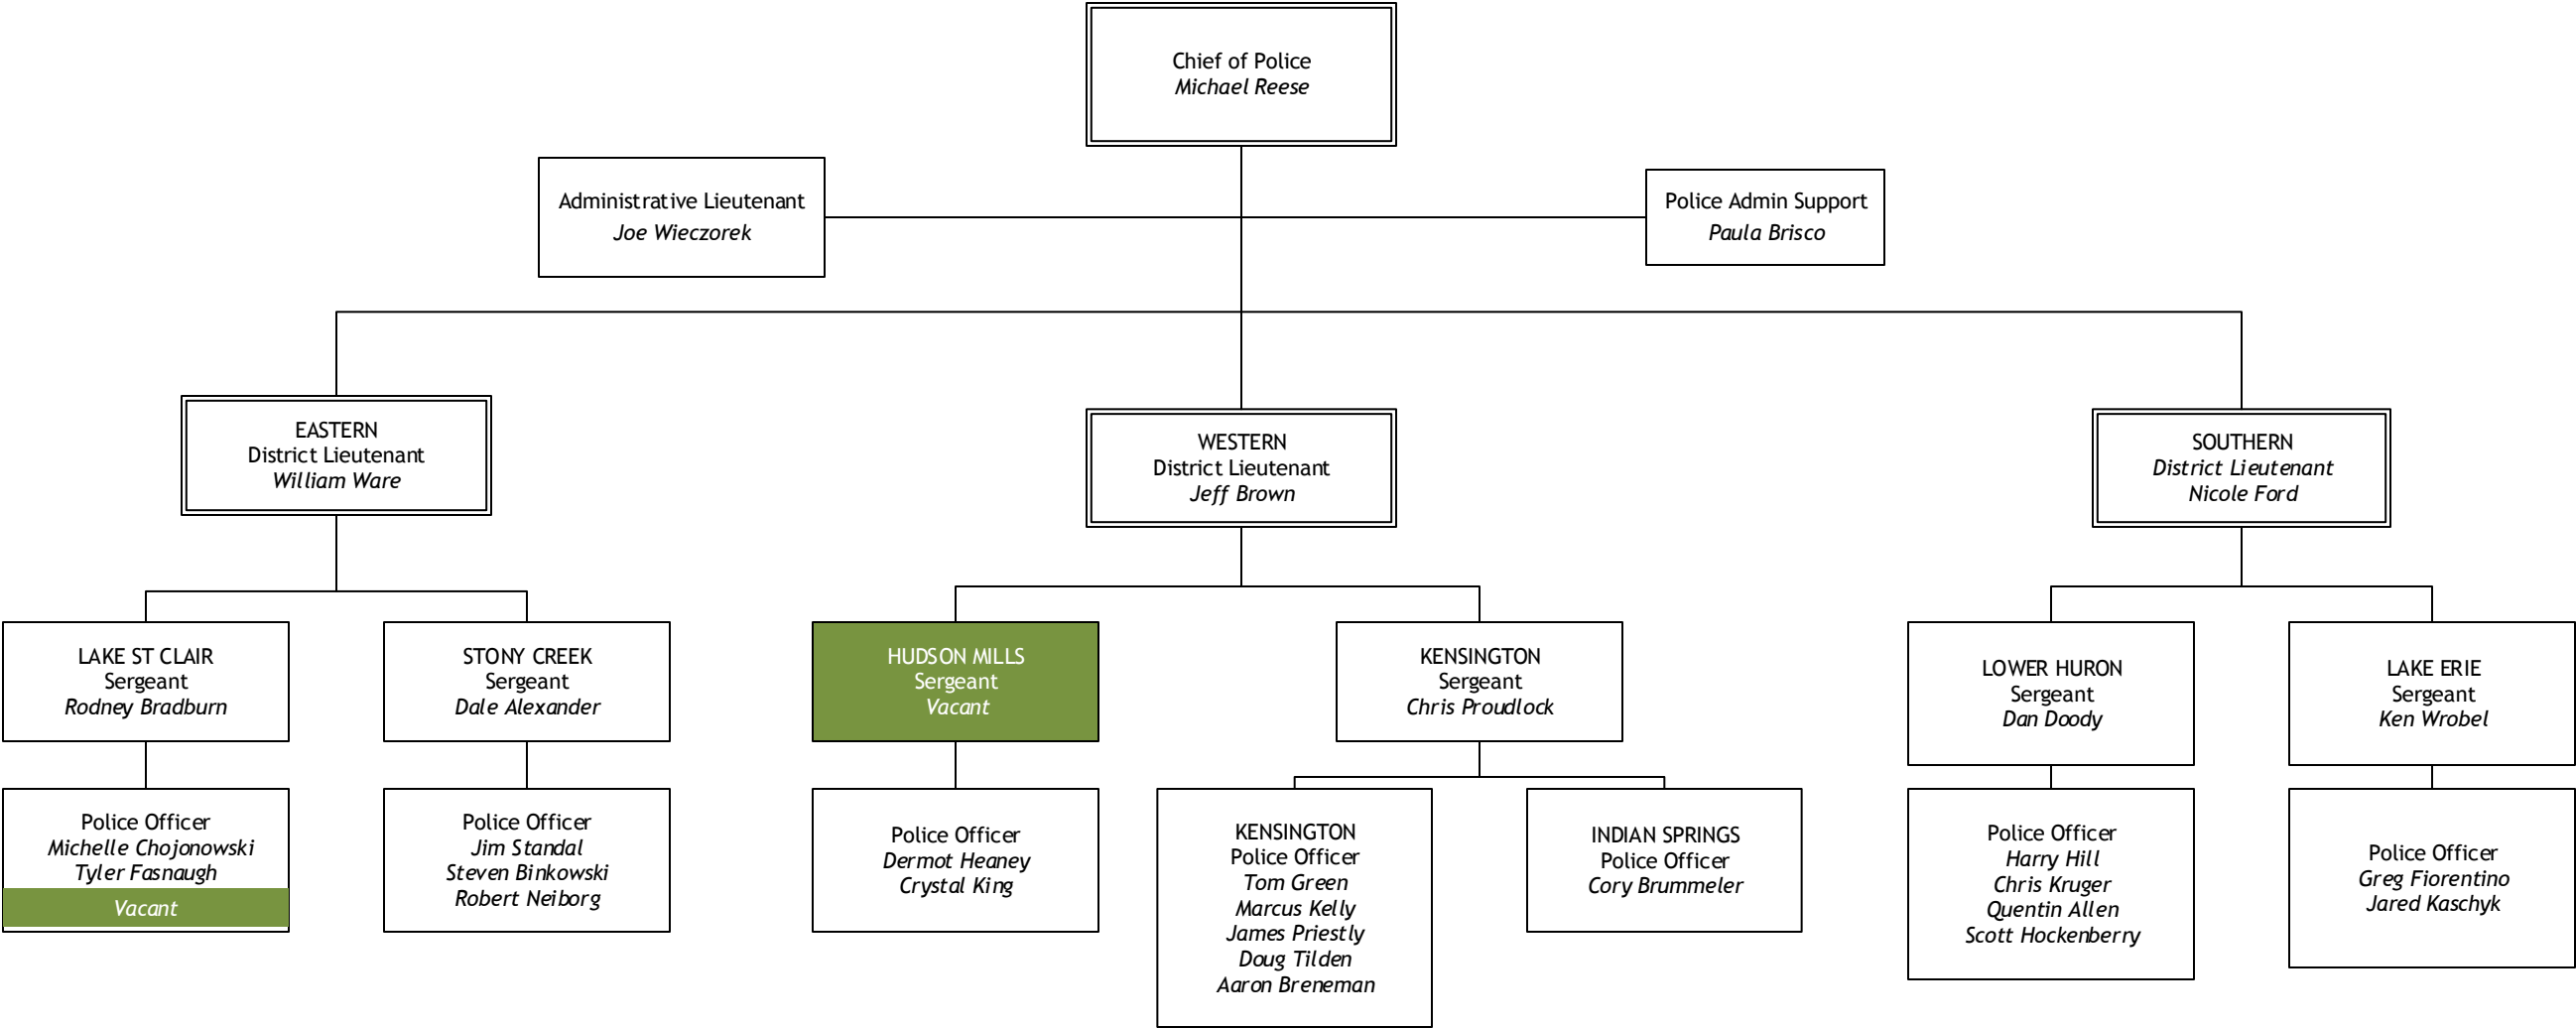 Chief of Police
Michael Reese
Administrative Lieutenant
Joe Wieczorek
Police Admin Support
Paula Brisco
EASTERN
District Lieutenant
William Ware
WESTERN
District Lieutenant
Jeff Brown
SOUTHERN
District Lieutenant
Nicole Ford
LAKE ST CLAIR
Sergeant
Rodney Bradburn
STONY CREEK
Sergeant
Dale Alexander
HUDSON MILLS
Sergeant
Vacant
KENSINGTON
Sergeant
Chris Proudlock
LOWER HURON
Sergeant
Dan Doody
LAKE ERIE
Sergeant
Ken Wrobel
Police Officer
Michelle Chojonowski
Tyler Fasnaugh
Vacant
Police Officer
Jim Standal
Steven Binkowski
Robert Neiborg
Police Officer
Dermot Heaney
Crystal King
KENSINGTON
Police Officer
Tom Green
Marcus Kelly
James Priestly
Doug Tilden
Aaron Breneman
INDIAN SPRINGS
Police Officer
Cory Brummeler
Police Officer
Harry Hill
Chris Kruger
Quentin Allen
Scott Hockenberry
Police Officer
Greg Fiorentino
Jared Kaschyk